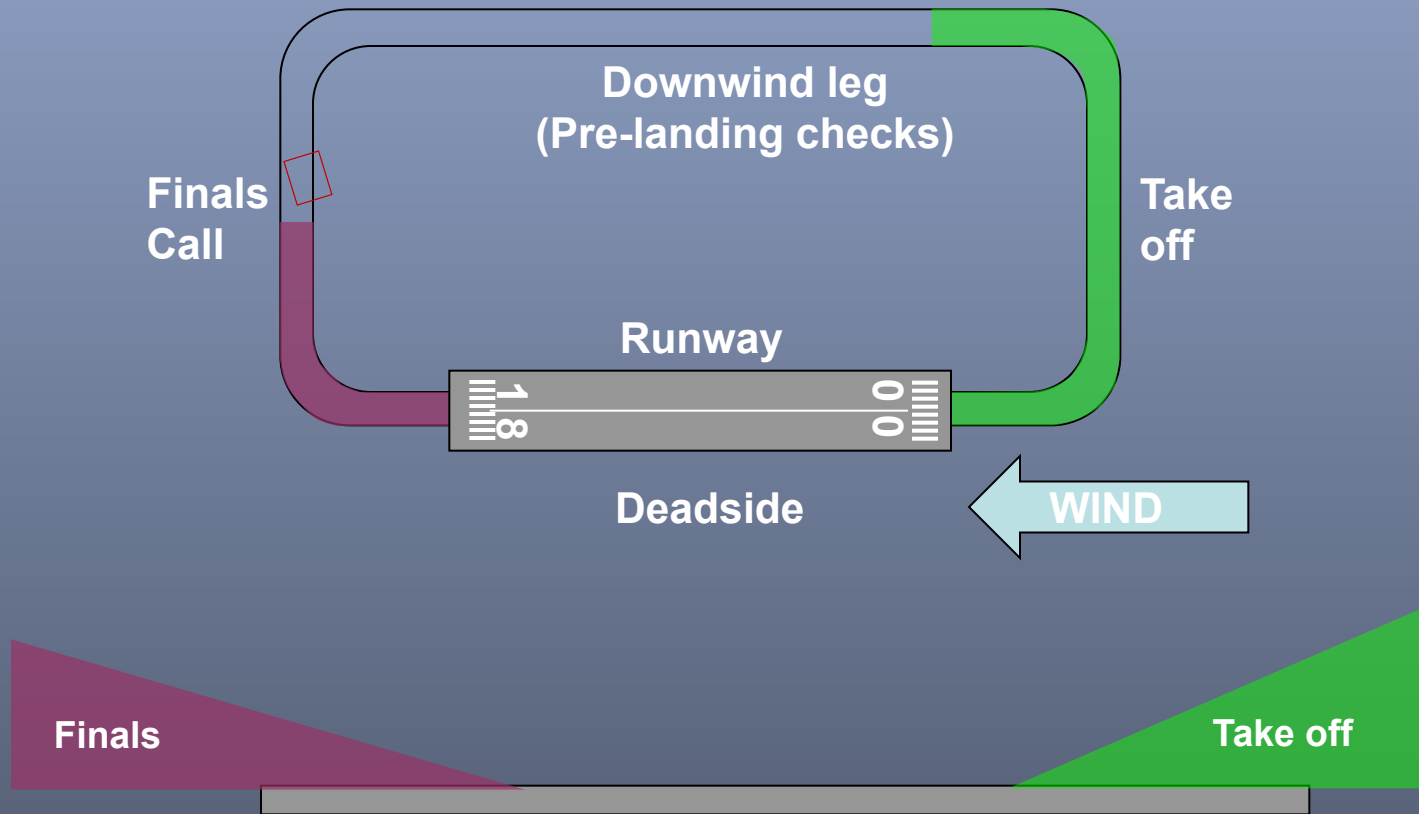 Downwind leg
(Pre-landing checks)
Finals
Call
Take
off
Runway
18
00
Deadside
WIND
Finals
Take off